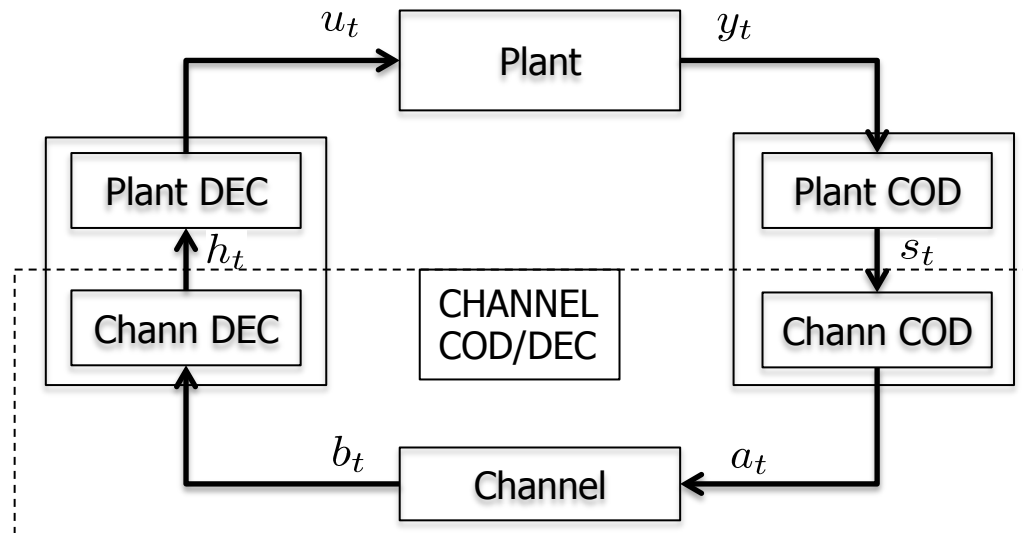 u_t
Plant
y_t
Plant DEC
Plant COD
h_t
s_t
CHANNEL
COD/DEC
Chann DEC
Chann COD
b_t
Channel
a_t